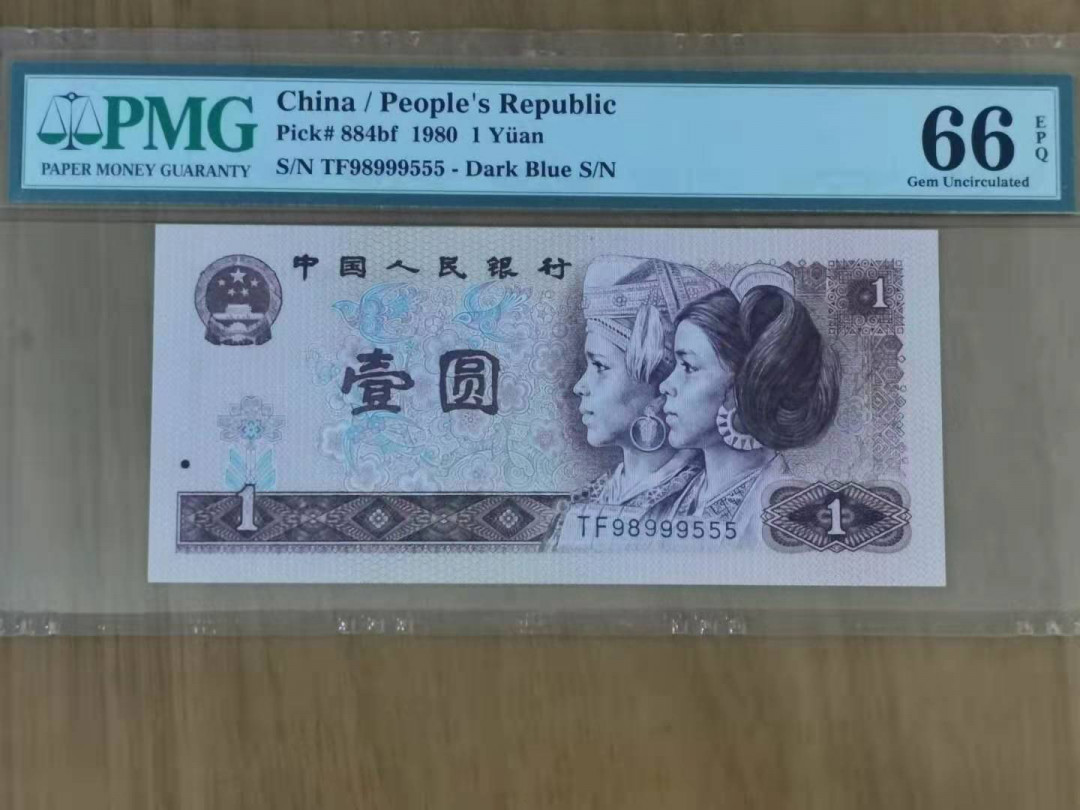 PMG
PAPER MONEY GUARANTY
China / People's Republic
Pick# 884bf 1980 1 Yüan
S/N TF98999555 - Dark Blue S/N
66
EPQ
Gem Uncirculated
中国人民银行
1
壹圆
1
TF98999555
1